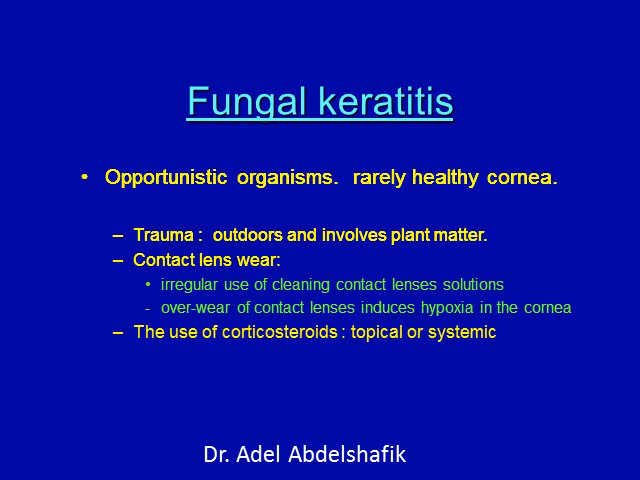 Fungal keratitis
• Opportunistic organisms. rarely healthy cornea.
– Trauma : outdoors and involves plant matter.
– Contact lens wear:
• irregular use of cleaning contact lenses solutions
- over-wear of contact lenses induces hypoxia in the cornea
– The use of corticosteroids : topical or systemic
Dr. Adel Abdelshafik